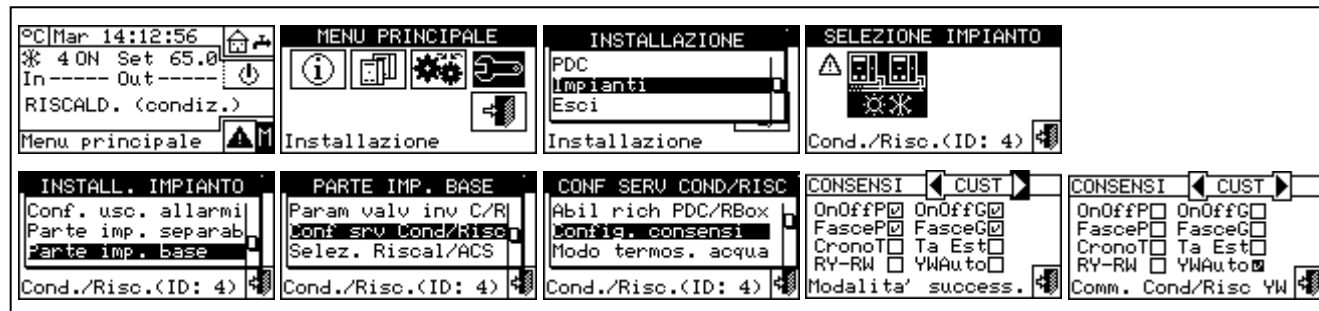 °C Mar 14:12:56
4 ON Set 65.0
In ----- Out -----
RISCALD. (condiz.)
Menu principale M
MENU PRINCIPALE
Installazione
INSTALLAZIONE
PDC
Impianti
Esci
Installazione
SELEZIONE IMPIANTO
Cond./Risc.(ID: 4)
INSTALL. IMPIANTO
Conf. usc. allarmi
Parte imp. separab
Parte imp. base
Cond./Risc.(ID: 4)
PARTE IMP. BASE
Param valv inv C/R
Conf srv Cond/Risc
Selez. Riscal/ACS
Cond./Risc.(ID: 4)
CONF SERV COND/RISC
Abil rich PDC/RBox
Config. consensi
Modo termos. acqua
Cond./Risc.(ID: 4)
CONSENSI CUST
OnOffP OnOffG
FasceP FasceG
CronoT Ta Est
RY-RW YWAuto
Modalita' success.
CONSENSI CUST
OnOffP OnOffG
FasceP FasceG
CronoT Ta Est
RY-RW YWAuto
Comm. Cond/Risc YW